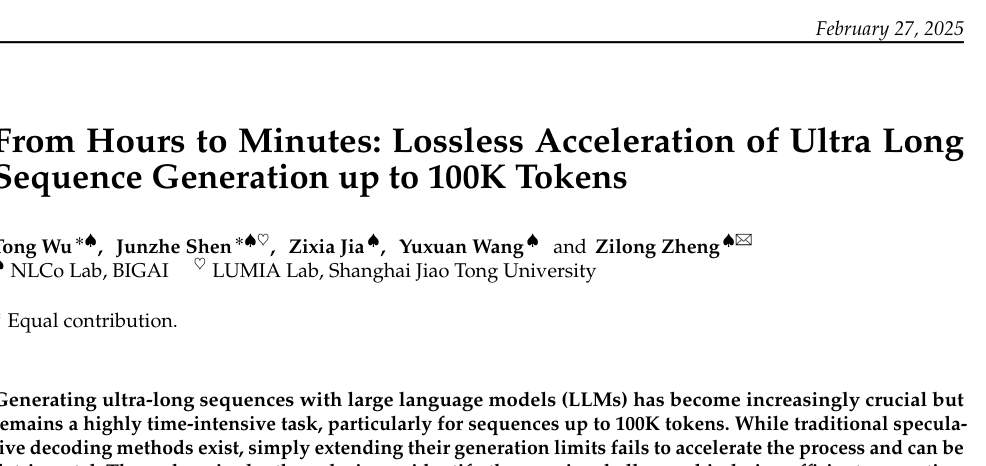 February 27, 2025
From Hours to Minutes: Lossless Acceleration of Ultra Long
Sequence Generation up to 100K Tokens
Tong Wu *♠, Junzhe Shen *♠♡, Zixia Jia ♠, Yuxuan Wang ♠ and Zilong Zheng ♠✉
♠ NLCo Lab, BIGAI ♡ LUMIA Lab, Shanghai Jiao Tong University
* Equal contribution.
Generating ultra-long sequences with large language models (LLMs) has become increasingly crucial but
remains a highly time-intensive task, particularly for sequences up to 100K tokens. While traditional specula-
tive decoding methods exist, simply extending their generation limits fails to accelerate the process and can be